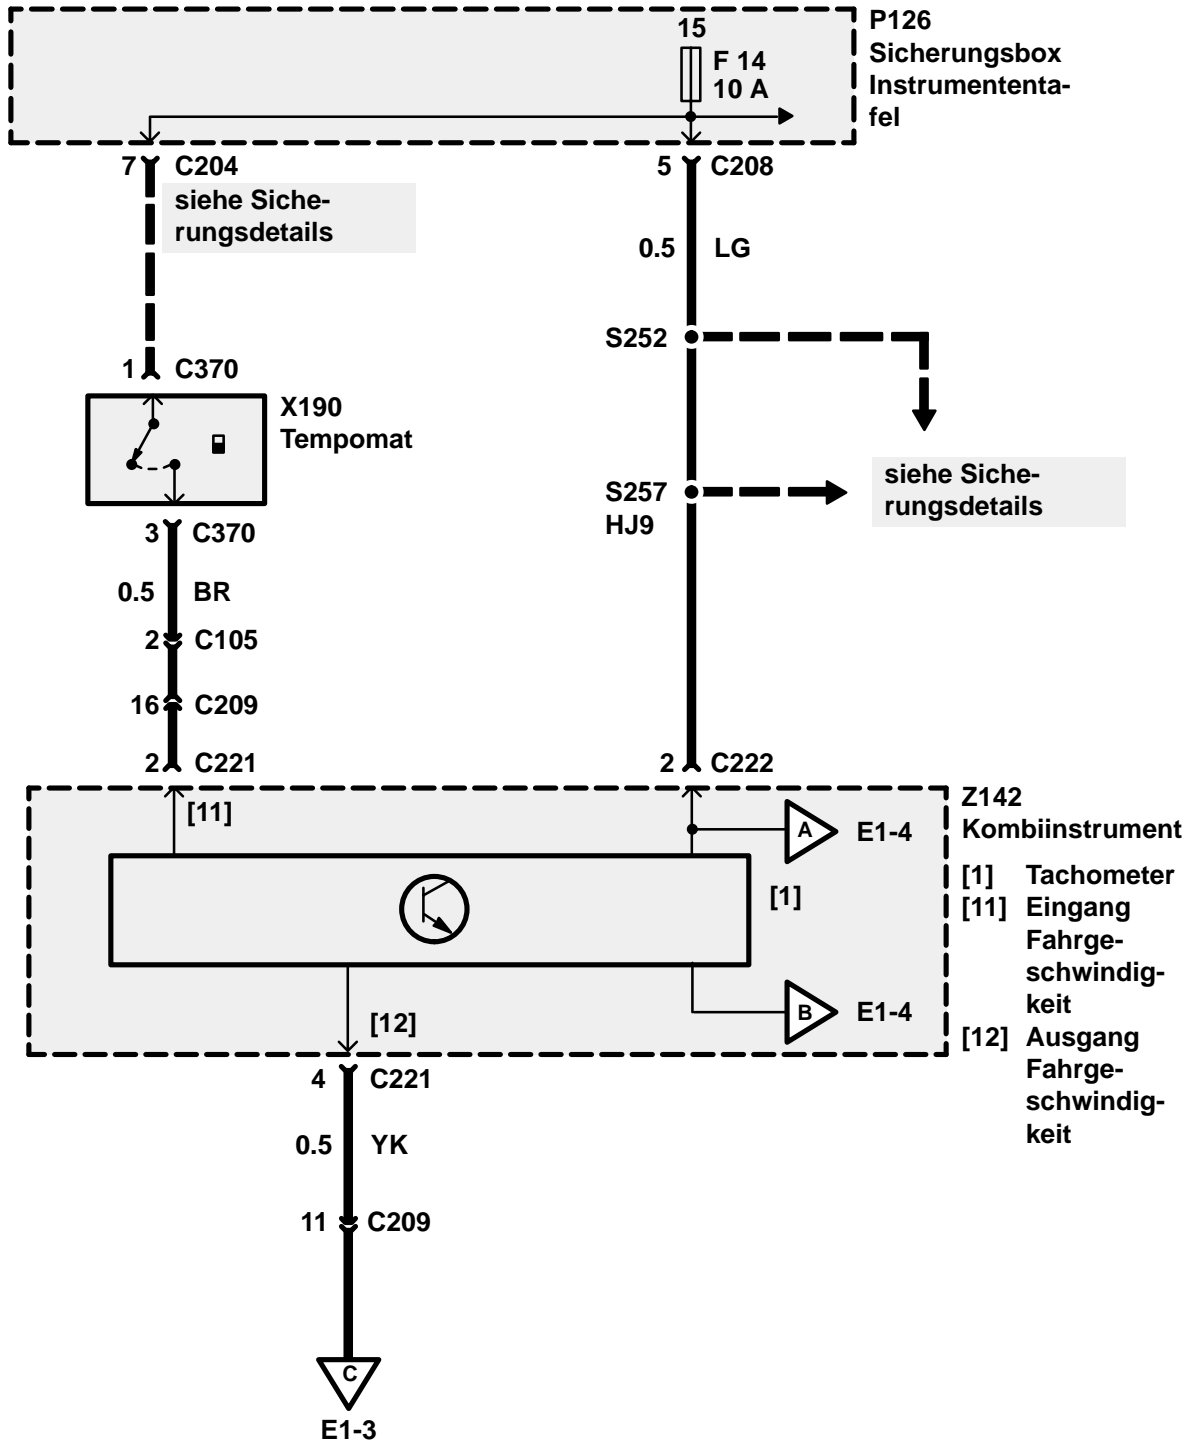 15
F 14
10 A
P126
Sicherungsbox
Instrumententa-
fel
7 C204
siehe Siche-
rungsdetails
5 C208
0.5 LG
S252
1 C370
X190
Tempomat
siehe Siche-
rungsdetails
S257
HJ9
3 C370
0.5 BR
2 C105
16 C209
2 C221
2 C222
[11]
A E1-4
[1]
[12]
B E1-4
Z142
Kombiinstrument
[1] Tachometer
[11] Eingang
Fahrge-
schwindig-
keit
[12] Ausgang
Fahrge-
schwindig-
keit
4 C221
0.5 YK
11 C209
C
E1-3